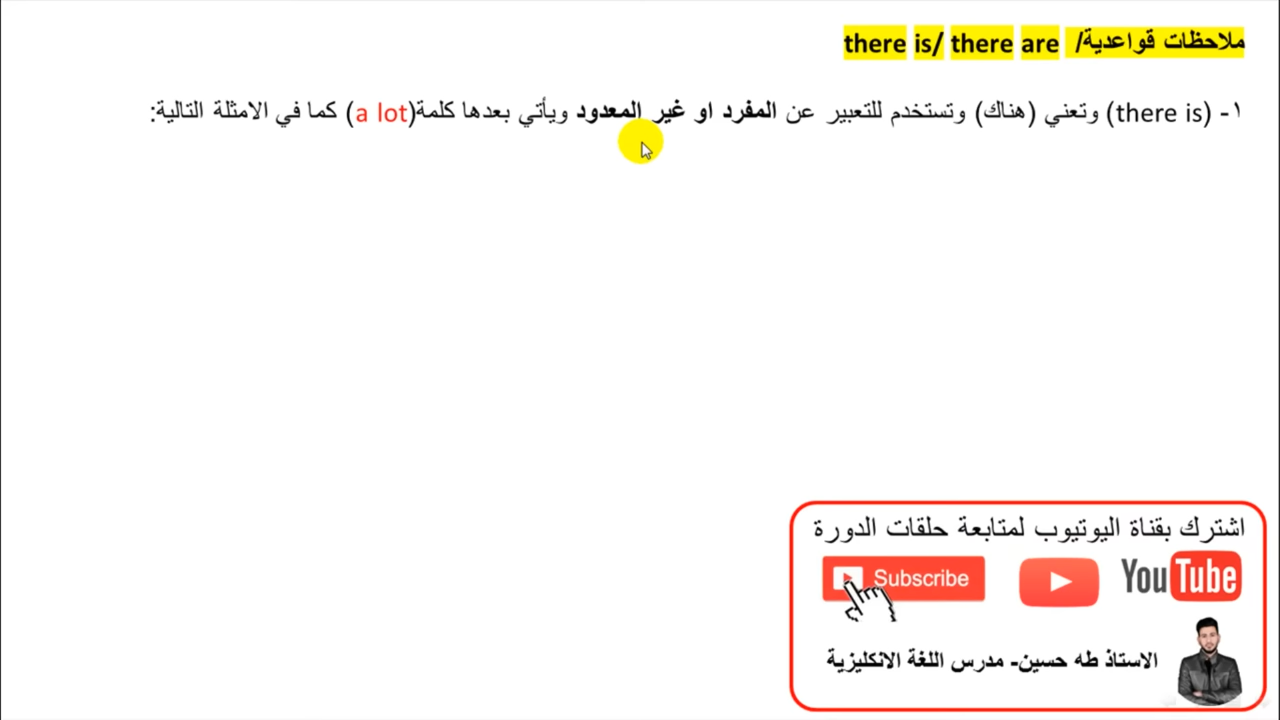 ملاحظات قواعدية/ there is/ there are
١- (there is) وتعني (هناك) وتستخدم للتعبير عن المفرد او غير المعدود ويأتي بعدها كلمة(a lot) كما في الامثلة التالية:
اشترك بقناة اليوتيوب لمتابعة حلقات الدورة
Subscribe
YouTube
الاستاذ طه حسين- مدرس اللغة الانكليزية